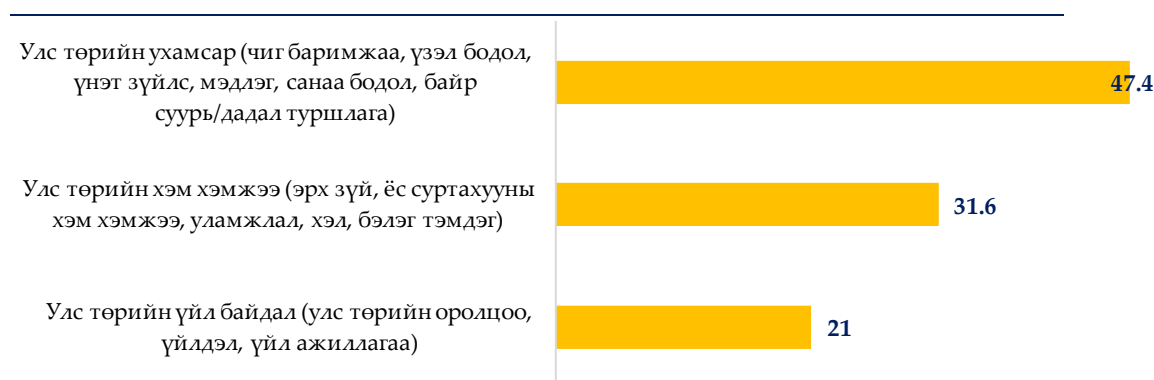 Улс төрийн ухамсар (чиг баримжаа, үзэл бодол,
үнэт зүйлс, мэдлэг, санаа бодол, байр
суурь/дадал туршлага)
47.4
Улс төрийн хэм хэмжээ (эрх зүй, ёс суртахууны
хэм хэмжээ, уламжлал, хэл, бэлэг тэмдэг)
31.6
Улс төрийн үйл байдал (улс төрийн оролцоо,
үйлдэл, үйл ажиллагаа)
21